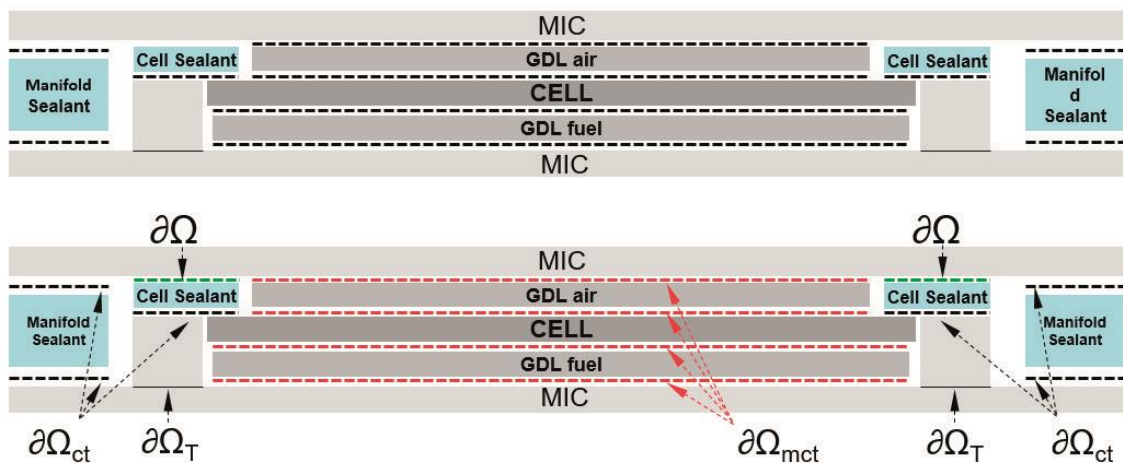 MIC
Cell Sealant
GDL air
Cell Sealant
Manifold
Sealant
CELL
Manifol
d
Sealant
GDL fuel
MIC
∂Ω
∂Ω
MIC
Cell Sealant
GDL air
Cell Sealant
Manifold
Sealant
CELL
Manifold
Sealant
GDL fuel
MIC
∂Ωct
∂ΩT
∂Ωmct
∂ΩT
∂Ωct